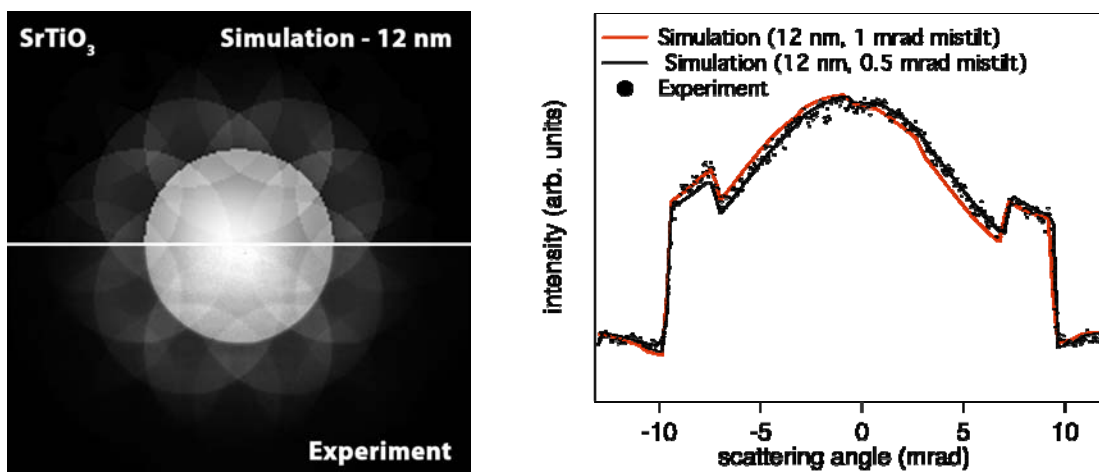 SrTiO₃
Simulation - 12 nm
Experiment
Simulation (12 nm, 1 mrad mistilt)
Simulation (12 nm, 0.5 mrad mistilt)
Experiment
intensity (arb. units)
-10 -5 0 5 10
scattering angle (mrad)